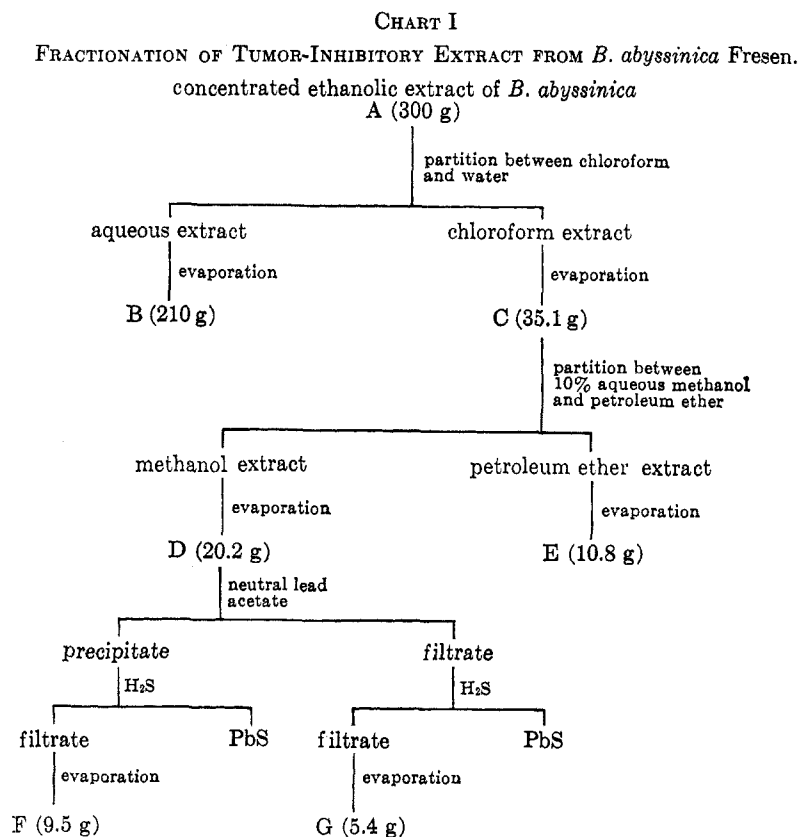 CHART I
FRACTIONATION OF TUMOR-INHIBITORY EXTRACT FROM B. abyssinica Fresen.
concentrated ethanolic extract of B. abyssinica
A (300 g)
partition between chloroform
and water
aqueous extract
chloroform extract
evaporation
evaporation
B (210 g)
C (35.1 g)
partition between
10% aqueous methanol
and petroleum ether
methanol extract
petroleum ether extract
evaporation
evaporation
D (20.2 g)
E (10.8 g)
neutral lead
acetate
precipitate
filtrate
H₂S
H₂S
filtrate
PbS
filtrate
PbS
evaporation
evaporation
F (9.5 g)
G (5.4 g)